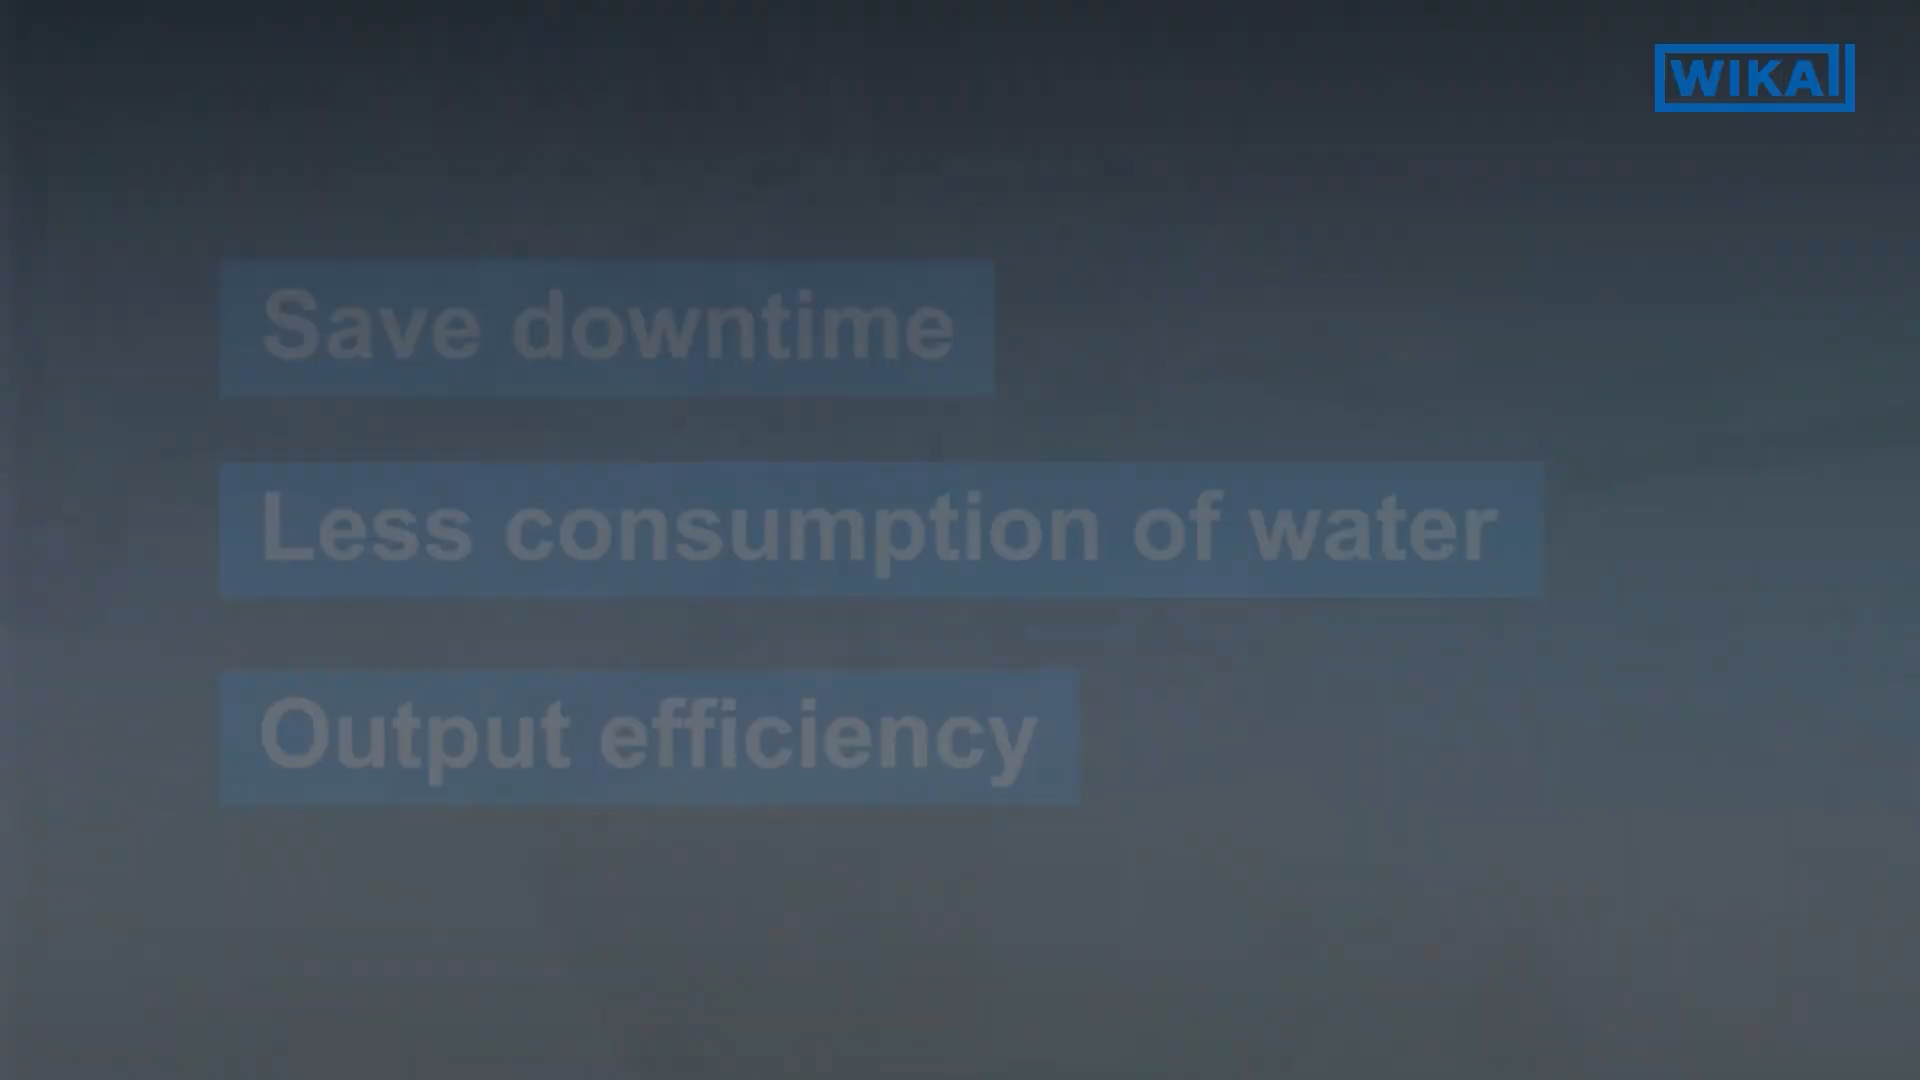 WIKA
Save downtime
Less consumption of water
Output efficiency